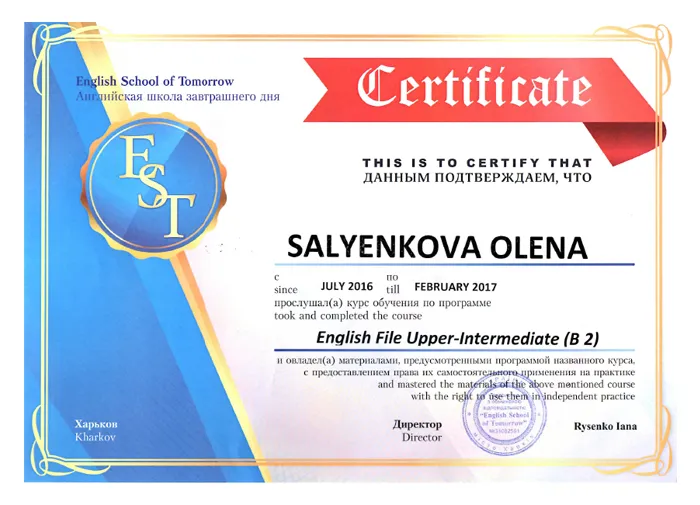 English School of Tomorrow
Английская школа завтрашнего дня
Certificate
EST
THIS IS TO CERTIFY THAT
ДАННЫМ ПОДТВЕРЖДАЕМ, ЧТО
SALYENKOVA OLENA
с по
since JULY 2016 till FEBRUARY 2017
прослушал(а) курс обучения по программе
took and completed the course
English File Upper-Intermediate (B 2)
и овладел(а) материалами, предусмотренными программой названного курса,
с предоставлением права их самостоятельного применения на практике
and mastered the materials of the above mentioned course
with the right to use them in independent practice
"English School
of Tomorrow"
Харьков
Kharkov
Директор
Director
Rysenko Iana